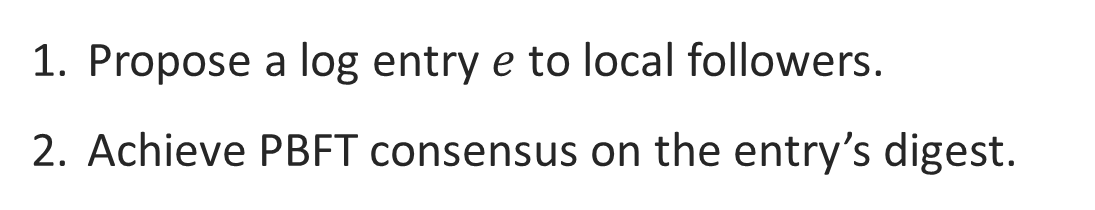 1. Propose a log entry e to local followers.
2. Achieve PBFT consensus on the entry’s digest.